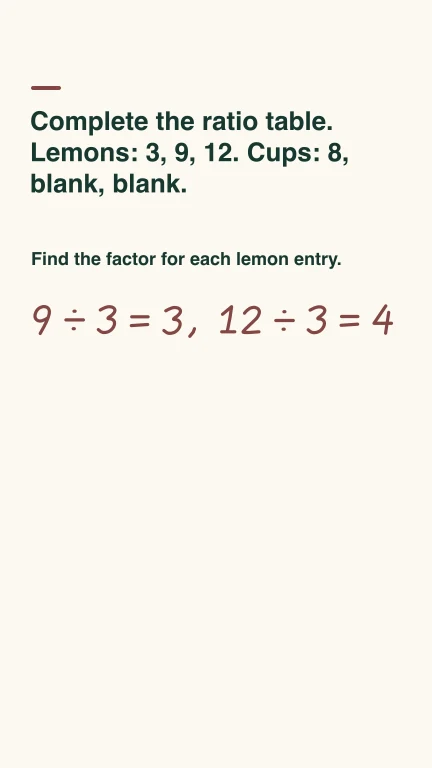 Complete the ratio table.
Lemons: 3, 9, 12. Cups: 8,
blank, blank.
Find the factor for each lemon entry.
9 ÷ 3 = 3, 12 ÷ 3 = 4